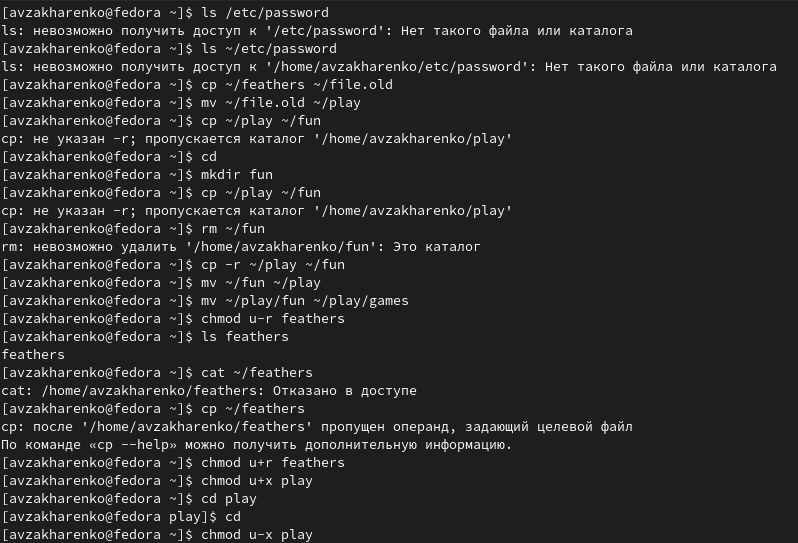 [avzakharenko@fedora ~]$ ls /etc/password
ls: невозможно получить доступ к '/etc/password': Нет такого файла или каталога
[avzakharenko@fedora ~]$ ls ~/etc/password
ls: невозможно получить доступ к '/home/avzakharenko/etc/password': Нет такого файла или каталога
[avzakharenko@fedora ~]$ cp ~/feathers ~/file.old
[avzakharenko@fedora ~]$ mv ~/file.old ~/play
[avzakharenko@fedora ~]$ cp ~/play ~/fun
cp: не указан -r; пропускается каталог '/home/avzakharenko/play'
[avzakharenko@fedora ~]$ cd
[avzakharenko@fedora ~]$ mkdir fun
[avzakharenko@fedora ~]$ cp ~/play ~/fun
cp: не указан -r; пропускается каталог '/home/avzakharenko/play'
[avzakharenko@fedora ~]$ rm ~/fun
rm: невозможно удалить '/home/avzakharenko/fun': Это каталог
[avzakharenko@fedora ~]$ cp -r ~/play ~/fun
[avzakharenko@fedora ~]$ mv ~/fun ~/play
[avzakharenko@fedora ~]$ mv ~/play/fun ~/play/games
[avzakharenko@fedora ~]$ chmod u-r feathers
[avzakharenko@fedora ~]$ ls feathers
feathers
[avzakharenko@fedora ~]$ cat ~/feathers
cat: /home/avzakharenko/feathers: Отказано в доступе
[avzakharenko@fedora ~]$ cp ~/feathers
cp: после '/home/avzakharenko/feathers' пропущен операнд, задающий целевой файл
По команде «cp --help» можно получить дополнительную информацию.
[avzakharenko@fedora ~]$ chmod u+r feathers
[avzakharenko@fedora ~]$ chmod u+x play
[avzakharenko@fedora ~]$ cd play
[avzakharenko@fedora play]$ cd
[avzakharenko@fedora ~]$ chmod u-x play